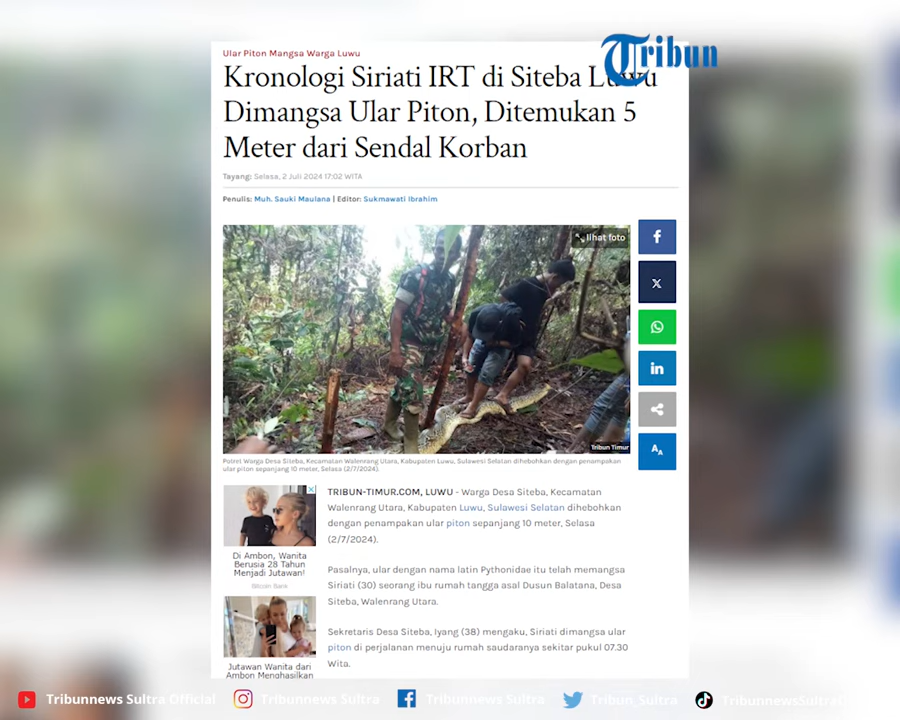 Tribun
Ular Piton Mangsa Warga Luwu
Kronologi Siriati IRT di Siteba Luwu
Dimangsa Ular Piton, Ditemukan 5
Meter dari Sendal Korban
Tayang: Selasa, 2 Juli 2024 17:02 WITA
Penulis: Muh. Sauki Maulana | Editor: Sukmawati Ibrahim
lihat foto
Tribun Timur
Potret Warga Desa Siteba, Kecamatan Walenrang Utara, Kabupaten Luwu, Sulawesi Selatan dihebohkan dengan penampakan
ular piton sepanjang 10 meter, Selasa (2/7/2024).
TRIBUN-TIMUR.COM, LUWU - Warga Desa Siteba, Kecamatan
Walenrang Utara, Kabupaten Luwu, Sulawesi Selatan dihebohkan
dengan penampakan ular piton sepanjang 10 meter, Selasa
(2/7/2024).
Pasalnya, ular dengan nama latin Pythonidae itu telah memangsa
Siriati (30) seorang ibu rumah tangga asal Dusun Balatana, Desa
Siteba, Walenrang Utara.
Sekretaris Desa Siteba, Iyang (38) mengaku, Siriati dimangsa ular
piton di perjalanan menuju rumah saudaranya sekitar pukul 07.30
Wita.
Di Ambon, Wanita
Berusia 28 Tahun
Menjadi Jutawan!
Bitcoin Bank
Jutawan Wanita dari
Ambon Menghasilkan
Tribunnews Sultra Official
Tribunnews Sultra
Tribunnews Sultra
Tribun_Sultra